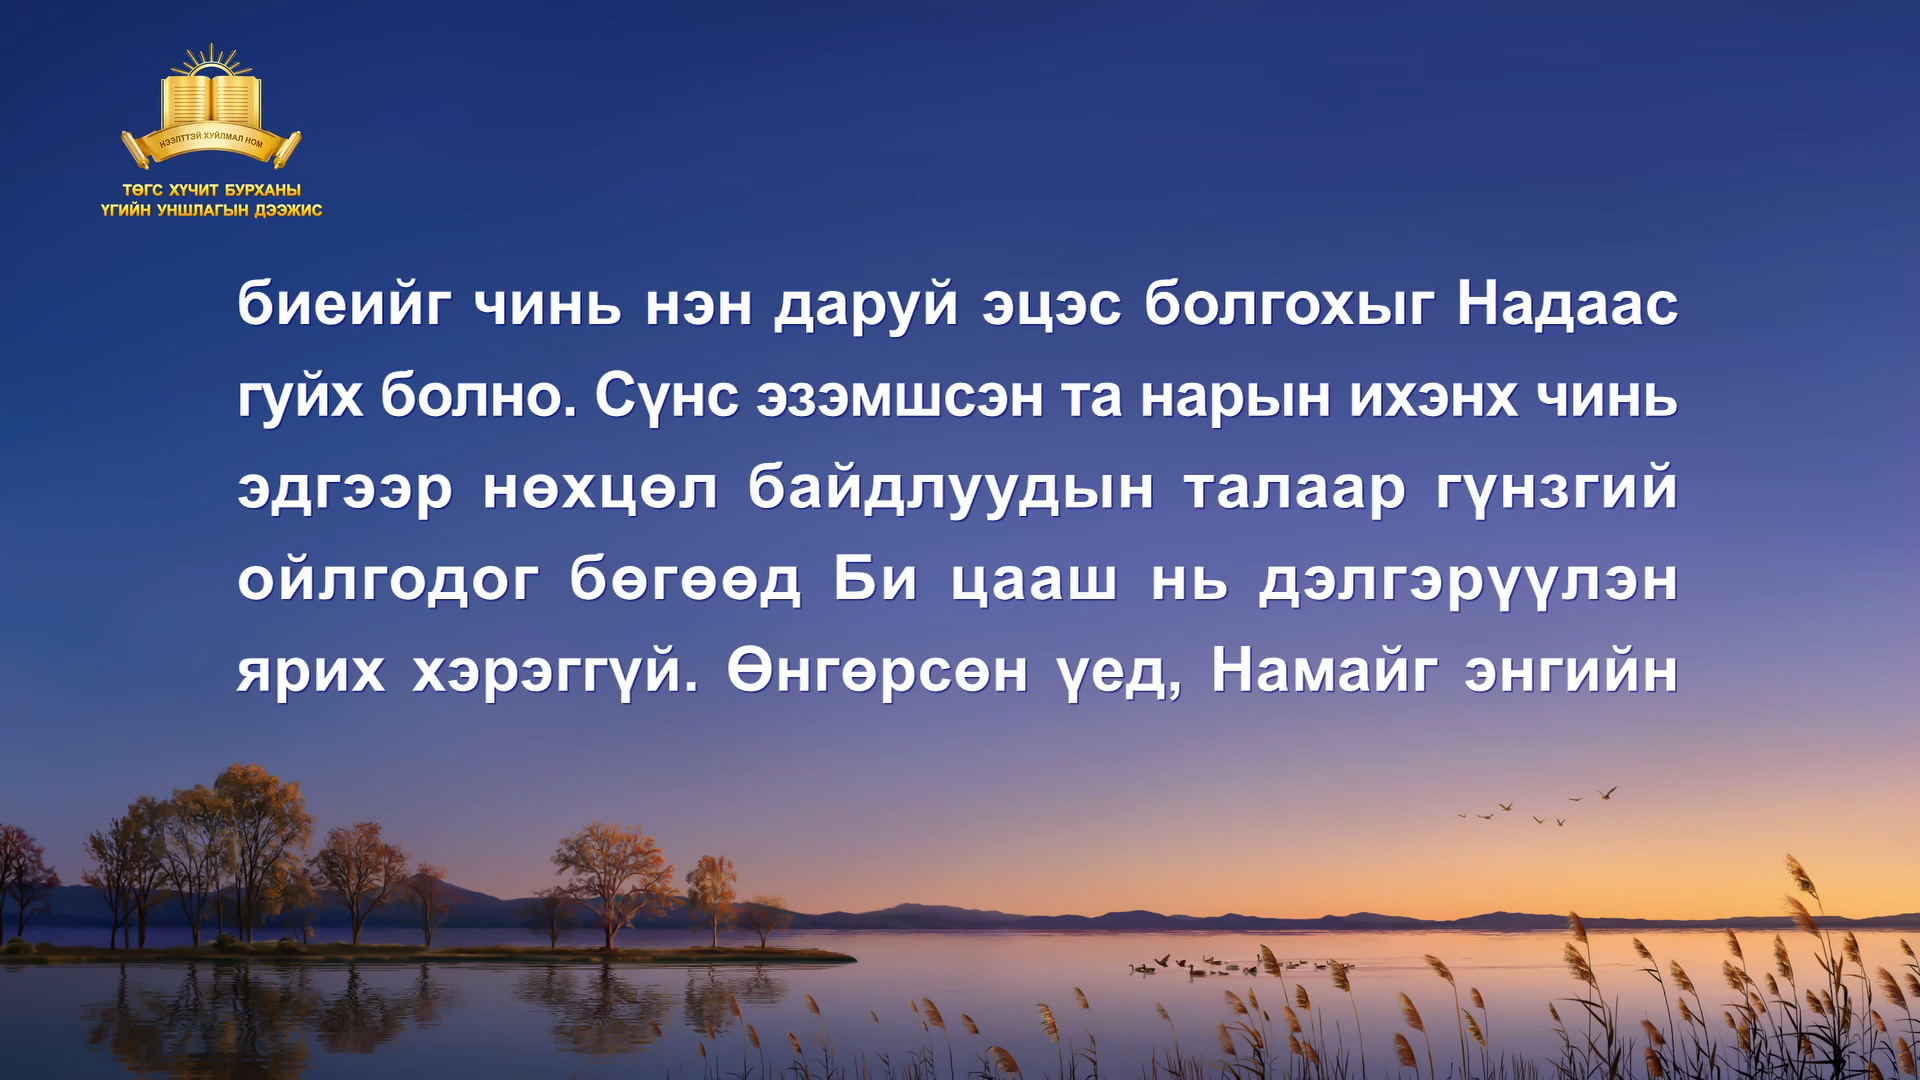 НЭЭЛТТЭЙ ХУЙЛМАЛ НОМ
ТӨГС ХҮЧИТ БУРХАНЫ
ҮГИЙН УНШЛАГЫН ДЭЭЖИС
биеийг чинь нэн даруй эцэс болгохыг Надаас
гуйх болно. Сүнс эзэмшсэн та нарын ихэнх чинь
эдгээр нөхцөл байдлуудын талаар гүнзгий
ойлгодог бөгөөд Би цааш нь дэлгэрүүлэн
ярих хэрэггүй. Өнгөрсөн үед, Намайг энгийн